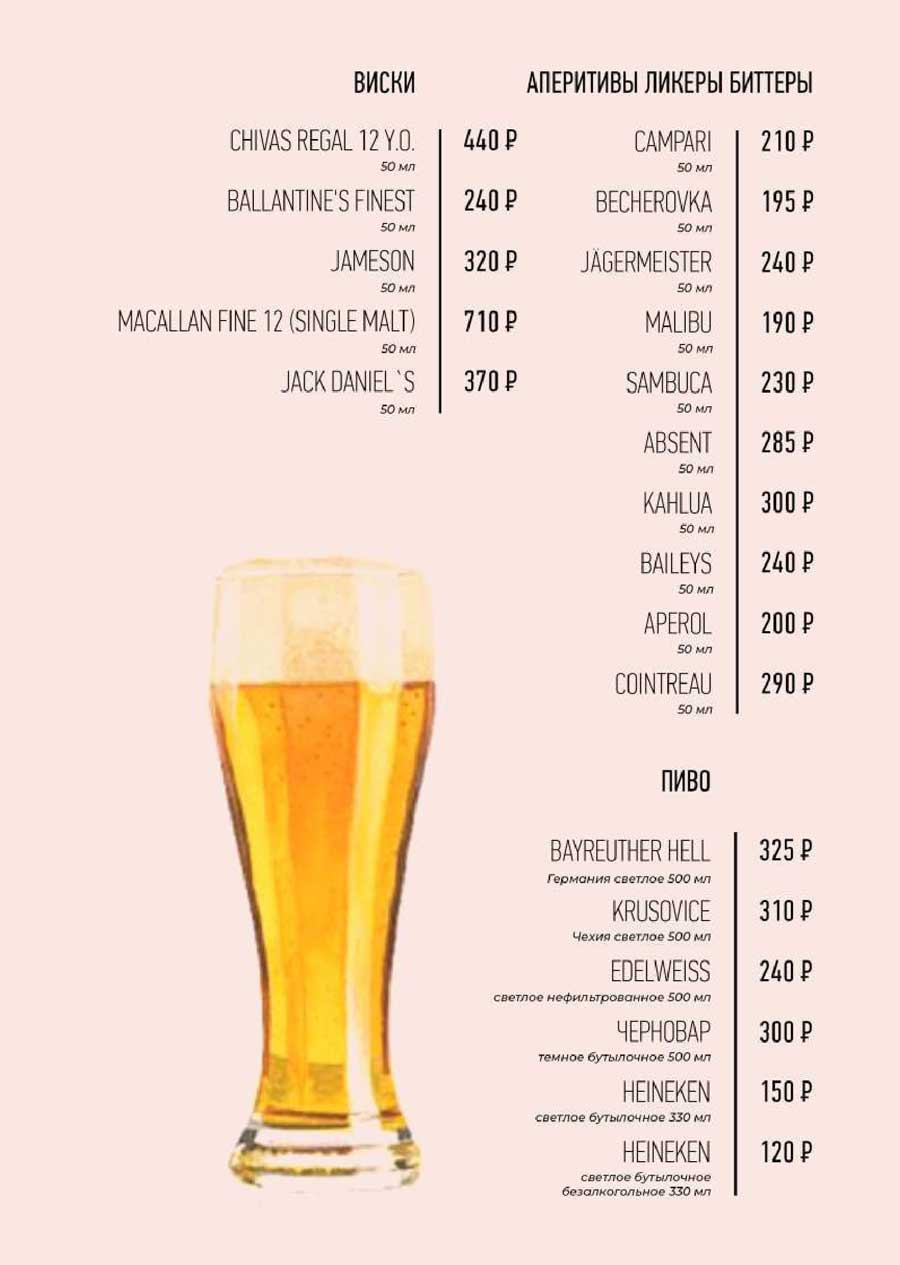 ВИСКИ
CHIVAS REGAL 12 Y.O. 440 ₽
50 мл
BALLANTINE'S FINEST 240 ₽
50 мл
JAMESON 320 ₽
50 мл
MACALLAN FINE 12 (SINGLE MALT) 710 ₽
50 мл
JACK DANIEL`S 370 ₽
50 мл
АПЕРИТИВЫ ЛИКЕРЫ БИТТЕРЫ
CAMPARI 210 ₽
50 мл
BECHEROVKA 195 ₽
50 мл
JÄGERMEISTER 240 ₽
50 мл
MALIBU 190 ₽
50 мл
SAMBUCA 230 ₽
50 мл
ABSENT 285 ₽
50 мл
KAHLUA 300 ₽
50 мл
BAILEYS 240 ₽
50 мл
APEROL 200 ₽
50 мл
COINTREAU 290 ₽
50 мл
ПИВО
BAYREUTHER HELL 325 ₽
Германия светлое 500 мл
KRUSOVICE 310 ₽
Чехия светлое 500 мл
EDELWEISS 240 ₽
светлое нефильтрованное 500 мл
ЧЕРНОВАР 300 ₽
темное бутылочное 500 мл
HEINEKEN 150 ₽
светлое бутылочное 330 мл
HEINEKEN 120 ₽
светлое бутылочное
безалкогольное 330 мл